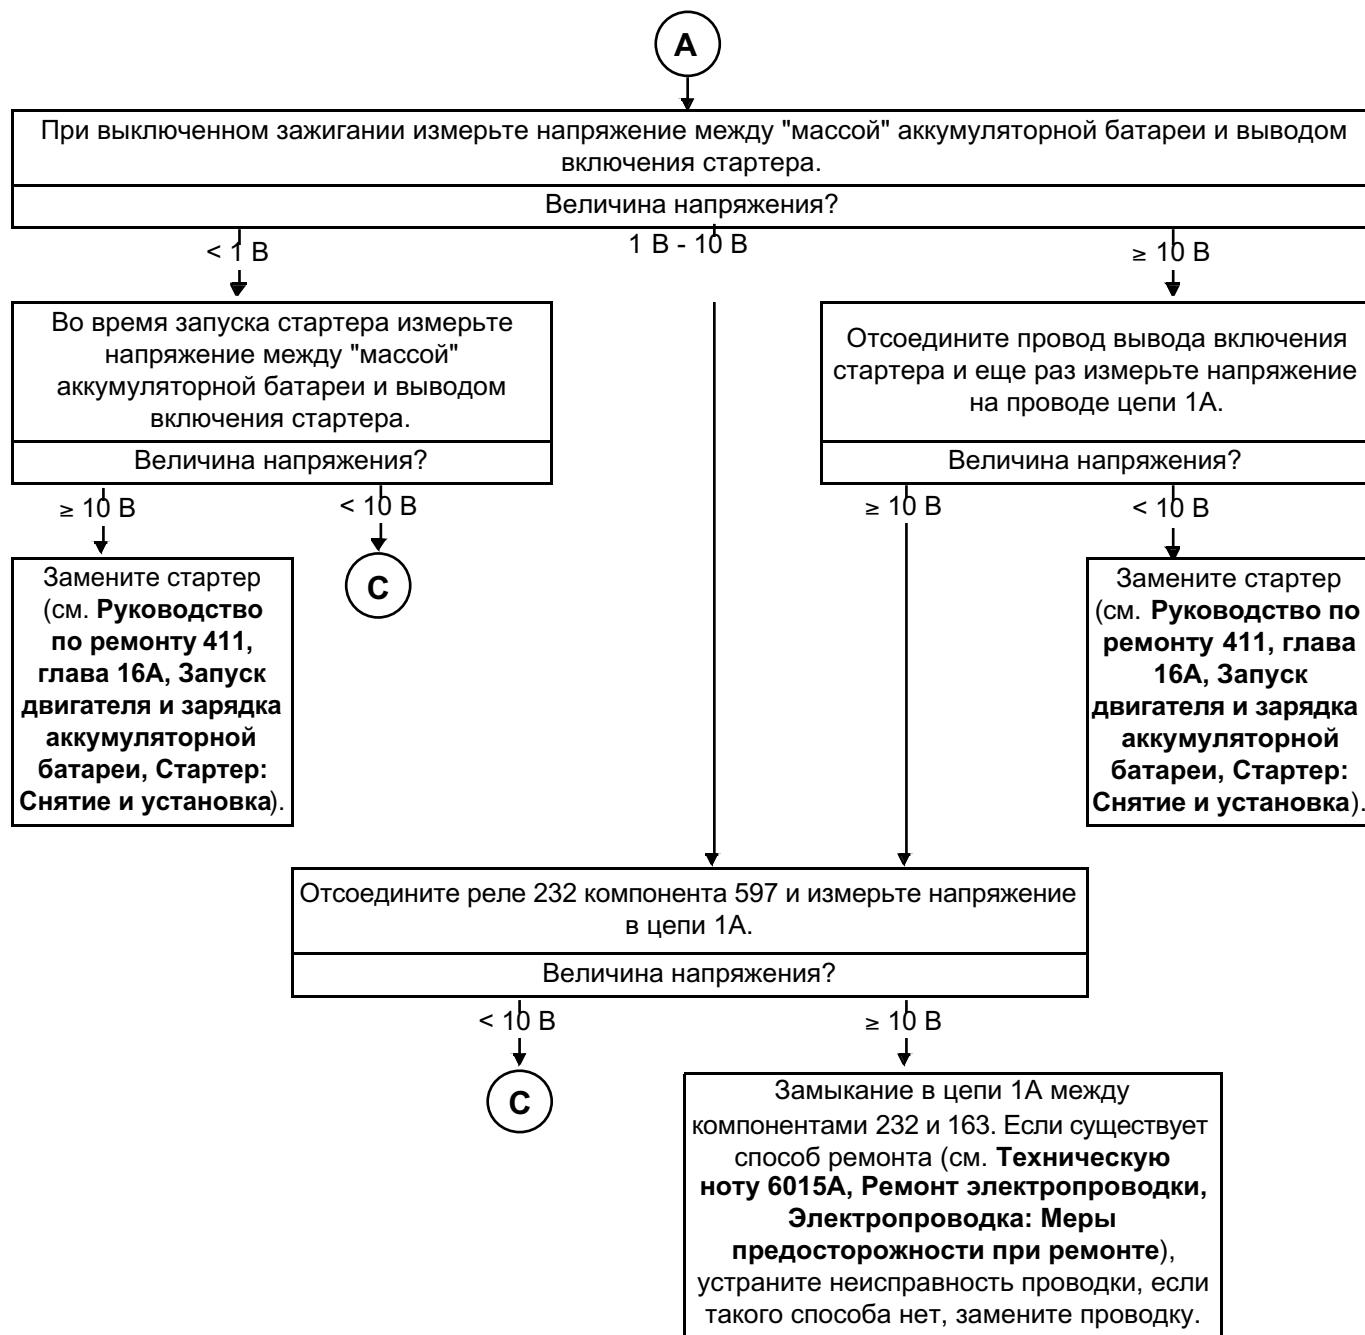 A
При выключенном зажигании измерьте напряжение между "массой" аккумуляторной батареи и выводом
включения стартера.
Величина напряжения?
< 1 В
1 В - 10 В
≥ 10 В
Во время запуска стартера измерьте
напряжение между "массой"
аккумуляторной батареи и выводом
включения стартера.
Величина напряжения?
Отсоедините провод вывода включения
стартера и еще раз измерьте напряжение
на проводе цепи 1А.
Величина напряжения?
≥ 10 В
< 10 В
≥ 10 В
< 10 В
Замените стартер
(см. Руководство
по ремонту 411,
глава 16А, Запуск
двигателя и зарядка
аккумуляторной
батареи, Стартер:
Снятие и установка).
C
Замените стартер
(см. Руководство по
ремонту 411, глава
16А, Запуск
двигателя и зарядка
аккумуляторной
батареи, Стартер:
Снятие и установка).
Отсоедините реле 232 компонента 597 и измерьте напряжение
в цепи 1А.
Величина напряжения?
< 10 В
≥ 10 В
C
Замыкание в цепи 1А между
компонентами 232 и 163. Если существует
способ ремонта (см. Техническую
ноту 6015А, Ремонт электропроводки,
Электропроводка: Меры
предосторожности при ремонте),
устраните неисправность проводки, если
такого способа нет, замените проводку.